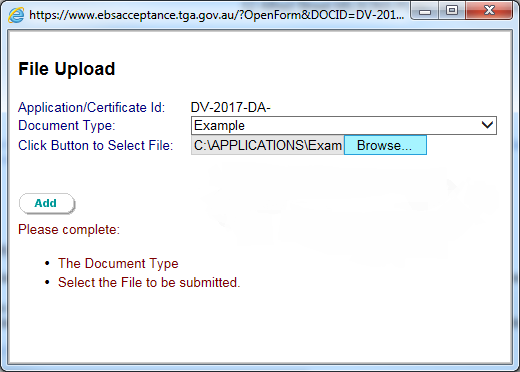 https://www.ebsacceptance.tga.gov.au/?OpenForm&DOCID=DV-201...
File Upload
Application/Certificate Id: DV-2017-DA-
Document Type: Example
Click Button to Select File: C:\APPLICATIONS\Exam Browse...
Add
Please complete:
• The Document Type
• Select the File to be submitted.